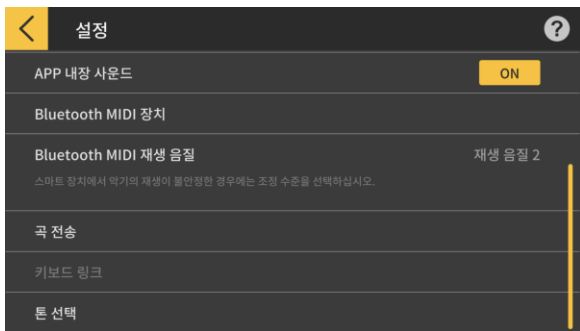 설정
?
APP 내장 사운드
ON
Bluetooth MIDI 장치
Bluetooth MIDI 재생 음질
재생 음질 2
스마트 장치에서 악기의 재생이 불안정한 경우에는 조정 수준을 선택하십시오.
곡 전송
키보드 링크
톤 선택